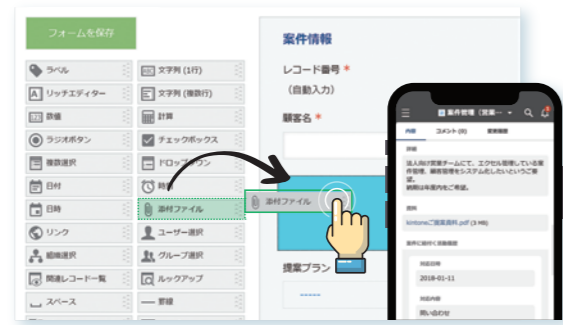 フォームを保存
ラベル
文字列 (1行)
リッチエディター
文字列 (複数行)
数値
計算
ラジオボタン
チェックボックス
複数選択
ドロップダウン
日付
時刻
日時
添付ファイル
リンク
ユーザー選択
組織選択
グループ選択
関連レコード一覧
ルックアップ
スペース
罫線
案件情報
レコード番号 *
(自動入力)
顧客名 *
添付ファイル
提案プラン
-----
案件管理(営業…
内容
コメント (0)
変更履歴
詳細
法人向け営業チームにて、エクセル管理している案
件管理、顧客管理をシステム化したいというご要
望。
納期は年度内をご希望。
資料
kintoneご提案資料.pdf (3 MB)
案件に紐付く活動履歴
対応日時
2018-01-11
対応内容
問い合わせ